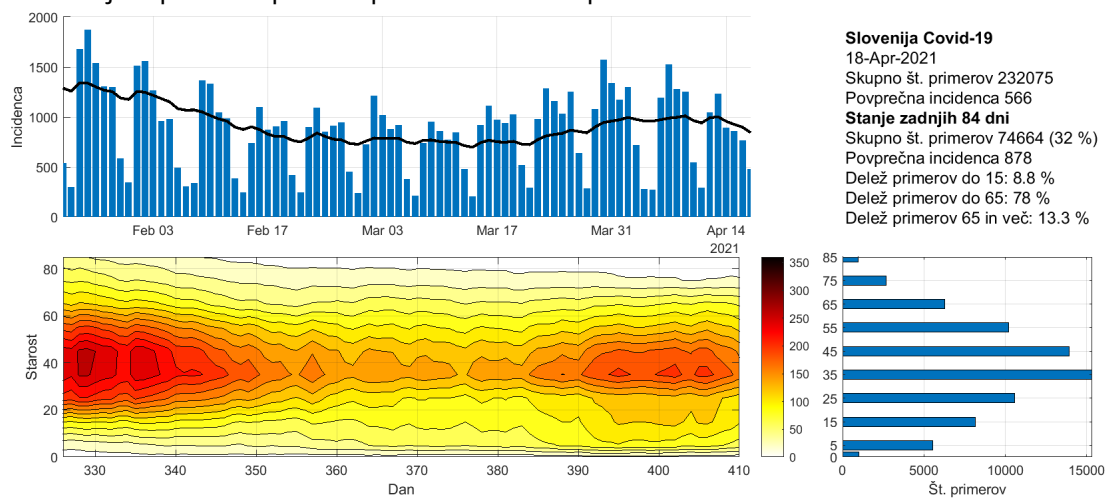 2000
1500
1000
500
0
Incidenca
Feb 03 Feb 17 Mar 03 Mar 17 Mar 31 Apr 14
2021
Slovenija Covid-19
18-Apr-2021
Skupno št. primerov 232075
Povprečna incidenca 566
Stanje zadnjih 84 dni
Skupno št. primerov 74664 (32 %)
Povprečna incidenca 878
Delež primerov do 15: 8.8 %
Delež primerov do 65: 78 %
Delež primerov 65 in več: 13.3 %
80
60
40
20
0
Starost
330 340 350 360 370 380 390 400 410
Dan
350
300
250
200
150
100
50
0
85
75
65
55
45
35
25
15
5
0
0 5000 10000 15000
Št. primerov